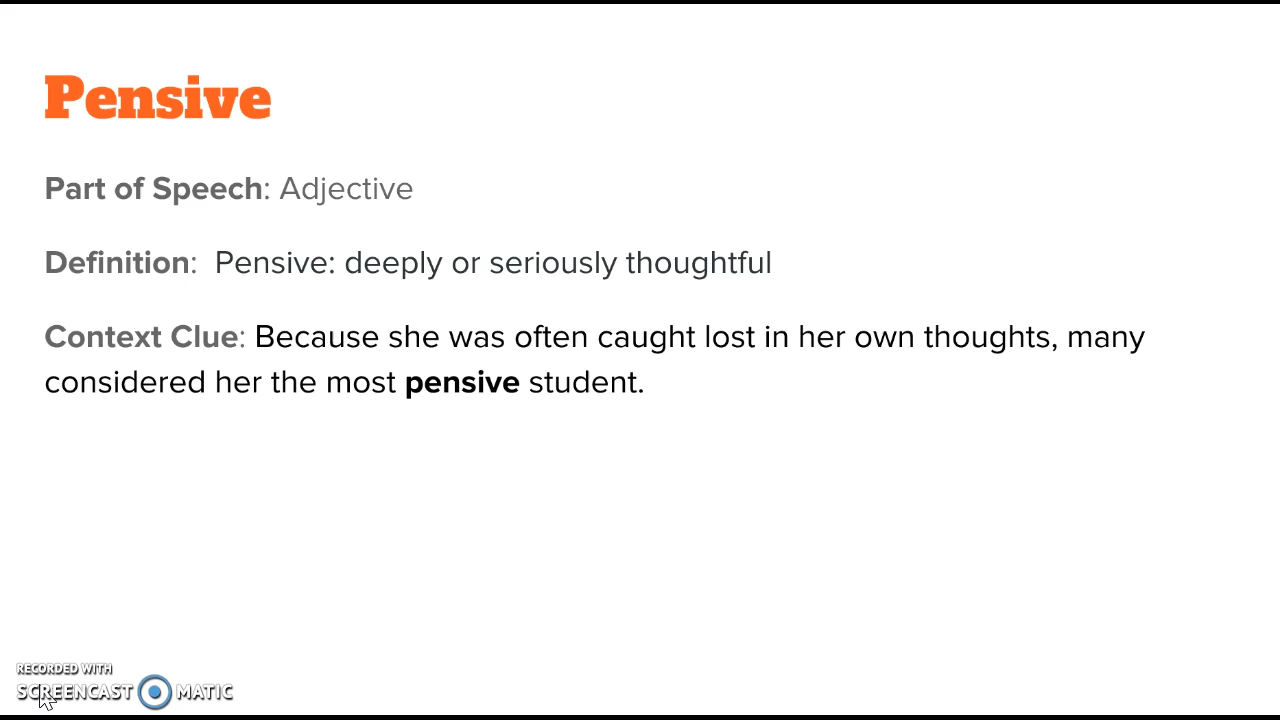 Pensive
Part of Speech: Adjective
Definition:  Pensive: deeply or seriously thoughtful
Context Clue: Because she was often caught lost in her own thoughts, many
considered her the most pensive student.
RECORDED WITH
SCREENCAST MATIC